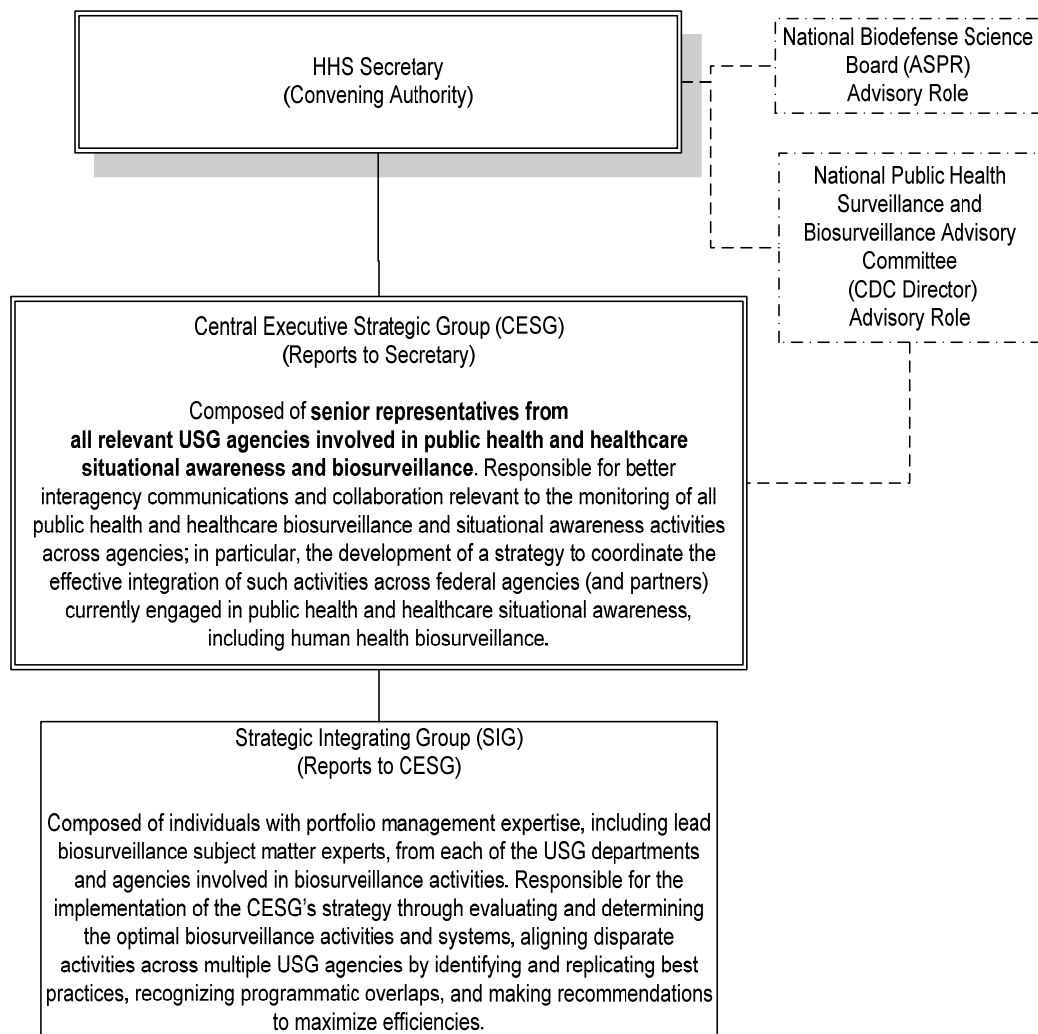 HHS Secretary
(Convening Authority)
National Biodefense Science
Board (ASPR)
Advisory Role
National Public Health
Surveillance and
Biosurveillance Advisory
Committee
(CDC Director)
Advisory Role
Central Executive Strategic Group (CESG)
(Reports to Secretary)
Composed of senior representatives from
all relevant USG agencies involved in public health and healthcare
situational awareness and biosurveillance. Responsible for better
interagency communications and collaboration relevant to the monitoring of all
public health and healthcare biosurveillance and situational awareness activities
across agencies; in particular, the development of a strategy to coordinate the
effective integration of such activities across federal agencies (and partners)
currently engaged in public health and healthcare situational awareness,
including human health biosurveillance.
Strategic Integrating Group (SIG)
(Reports to CESG)
Composed of individuals with portfolio management expertise, including lead
biosurveillance subject matter experts, from each of the USG departments
and agencies involved in biosurveillance activities. Responsible for the
implementation of the CESG's strategy through evaluating and determining
the optimal biosurveillance activities and systems, aligning disparate
activities across multiple USG agencies by identifying and replicating best
practices, recognizing programmatic overlaps, and making recommendations
to maximize efficiencies.